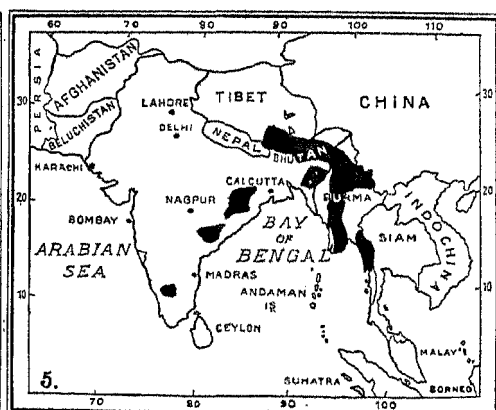 60 70 80 90 100 110
PERSIA
AFGHANISTAN
BELUCHISTAN
LAHORE
DELHI
TIBET
CHINA
NEPAL
BHUTAN
KARACHI
CALCUTTA
NAGPUR
BURMA
BOMBAY
BAY
OF
BENGAL
SIAM
INDOCHINA
ARABIAN
SEA
MADRAS
ANDAMAN
IS
CEYLON
MALAY
SUMATRA
BORNEO
30
20
10
30
20
10
5.
70 80 90 100